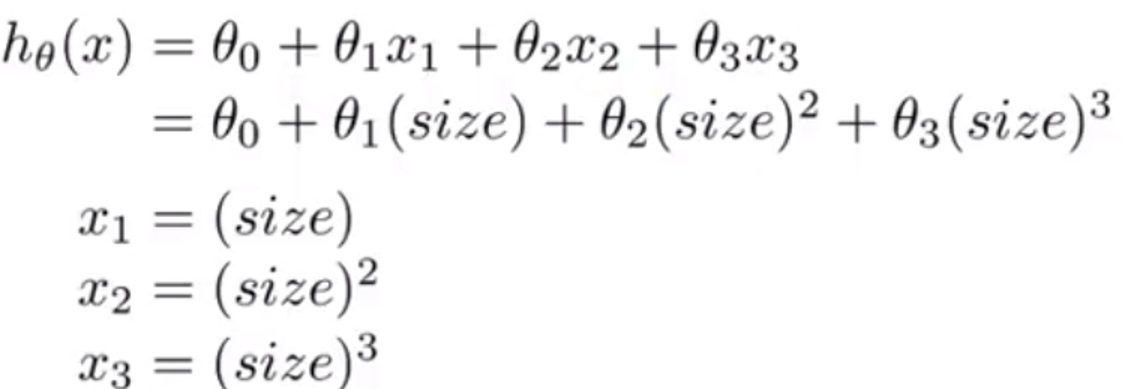 hθ(x) = θ₀ + θ₁x₁ + θ₂x₂ + θ₃x₃
= θ₀ + θ₁(size) + θ₂(size)² + θ₃(size)³
x₁ = (size)
x₂ = (size)²
x₃ = (size)³